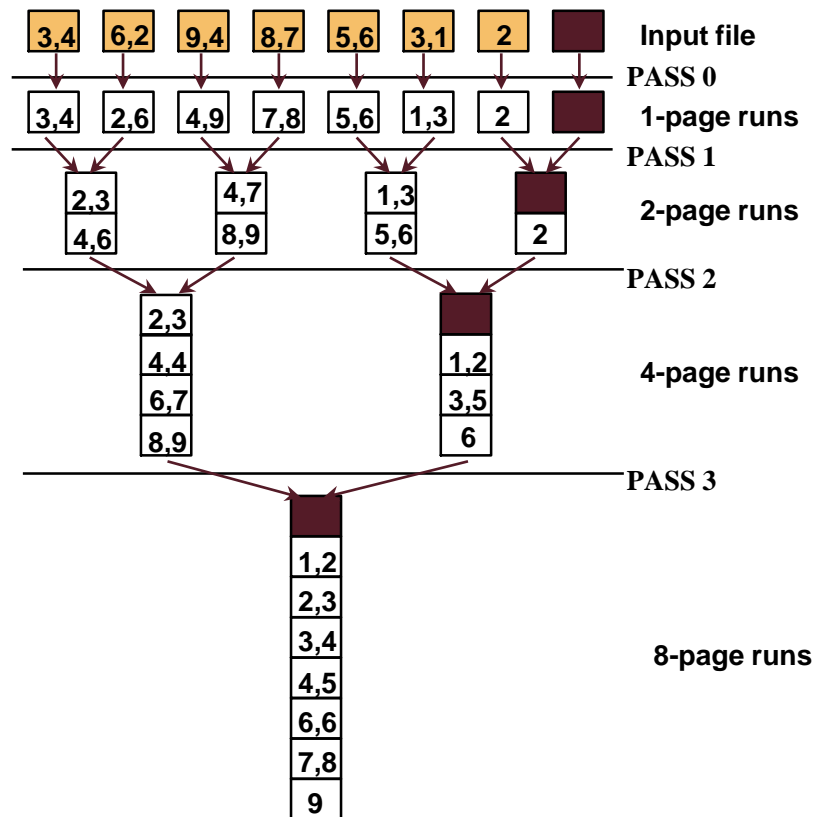 3,4 6,2 9,4 8,7 5,6 3,1 2 Input file
PASS 0
3,4 2,6 4,9 7,8 5,6 1,3 2 1-page runs
PASS 1
2,3 4,7 1,3
4,6 8,9 5,6 2
2-page runs
PASS 2
2,3
4,4 1,2
6,7 3,5
8,9 6
4-page runs
PASS 3
1,2
2,3
3,4
4,5
6,6
7,8
9
8-page runs